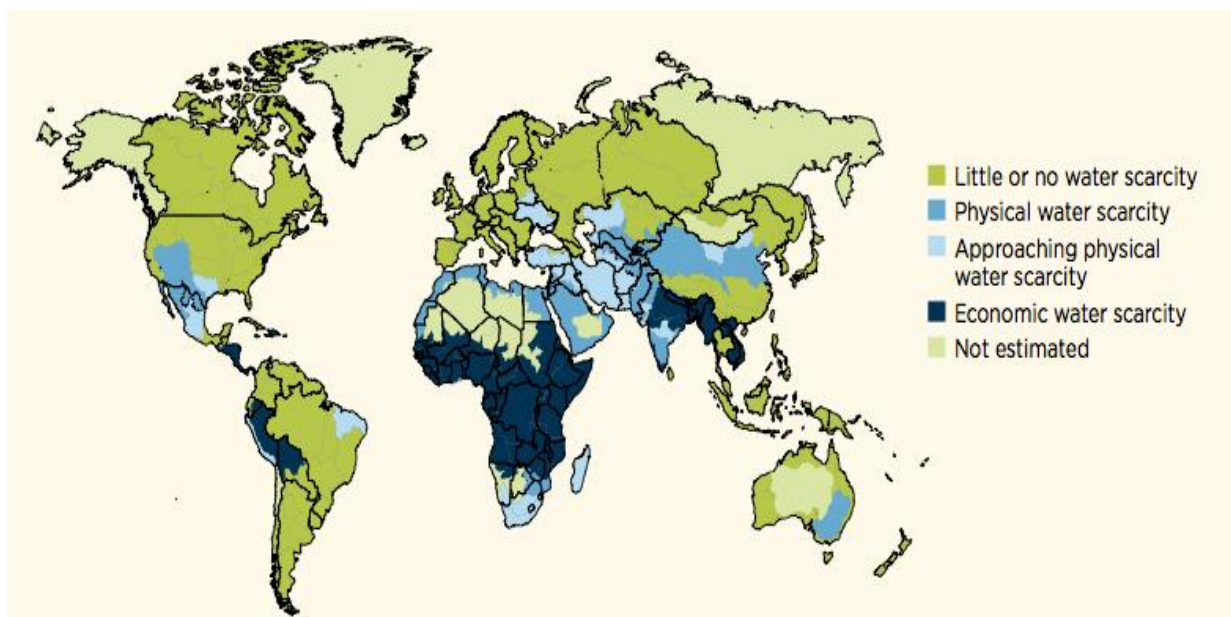 Little or no water scarcity
Physical water scarcity
Approaching physical
water scarcity
Economic water scarcity
Not estimated